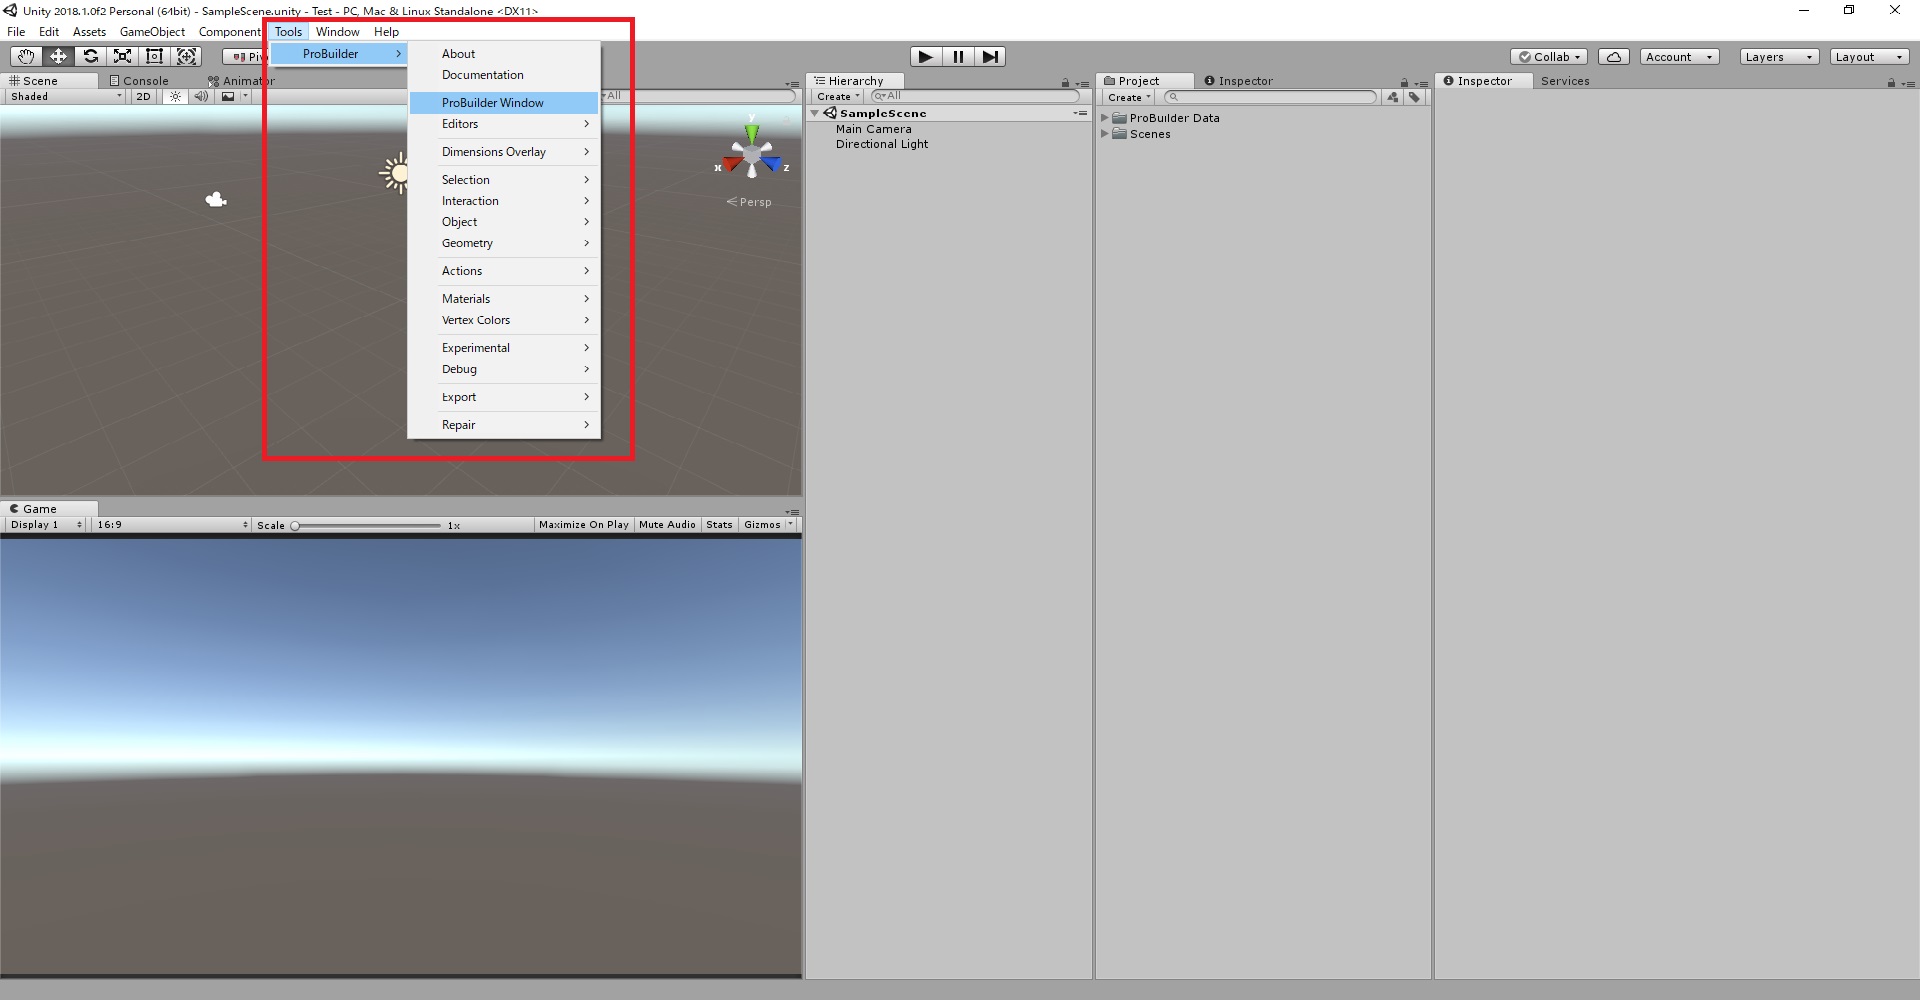 Unity 2018.1.0f2 Personal (64bit) - SampleScene.unity - Test - PC, Mac & Linux Standalone <DX11>
File Edit Assets GameObject Component Tools Window Help
ProBuilder
About
Documentation
ProBuilder Window
Editors
Dimensions Overlay
Selection
Interaction
Object
Geometry
Actions
Materials
Vertex Colors
Experimental
Debug
Export
Repair
Collab Account Layers Layout
Scene Console Animator
Shaded 2D All
y
x z
Persp
Hierarchy
Create All
SampleScene
Main Camera
Directional Light
Project Inspector
Create
ProBuilder Data
Scenes
Inspector Services
Game
Display 1 16:9 Scale 1x Maximize On Play Mute Audio Stats Gizmos